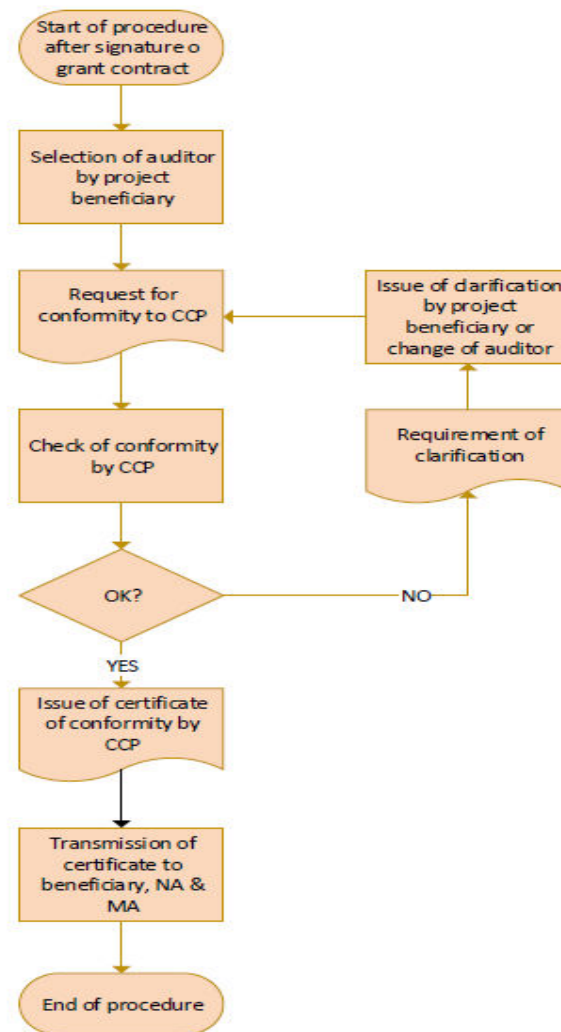 Start of procedure
after signature o
grant contract
Selection of auditor
by project
beneficiary
Request for
conformity to CCP
Issue of clarification
by project
beneficiary or
change of auditor
Check of conformity
by CCP
Requirement of
clarification
OK?
NO
YES
Issue of certificate
of conformity by
CCP
Transmission of
certificate to
beneficiary, NA &
MA
End of procedure